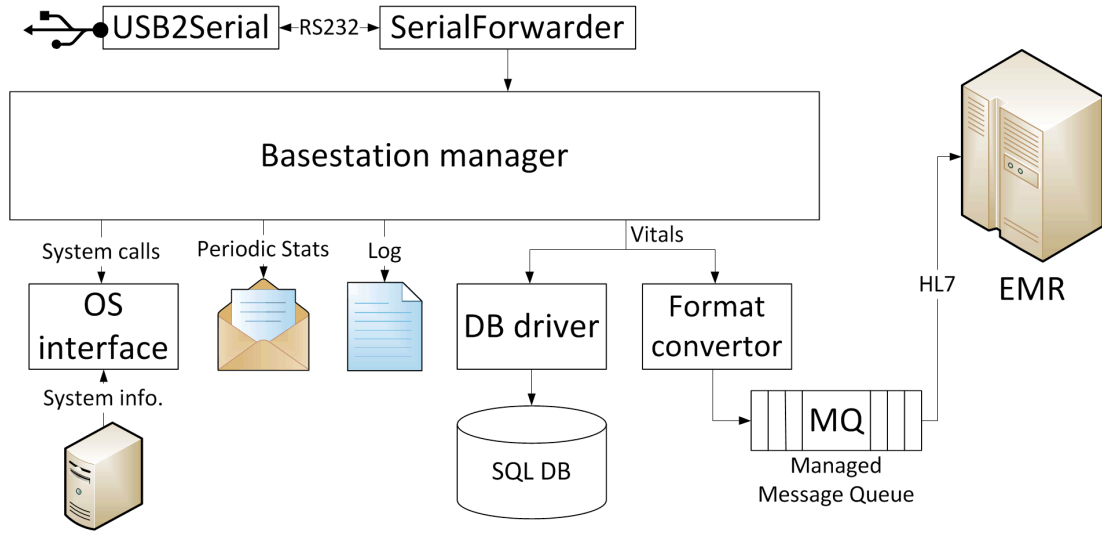 USB2Serial
RS232
SerialForwarder
Basestation manager
System calls
Periodic Stats
Log
Vitals
OS
interface
DB driver
Format
convertor
HL7
EMR
System info.
SQL DB
MQ
Managed
Message Queue